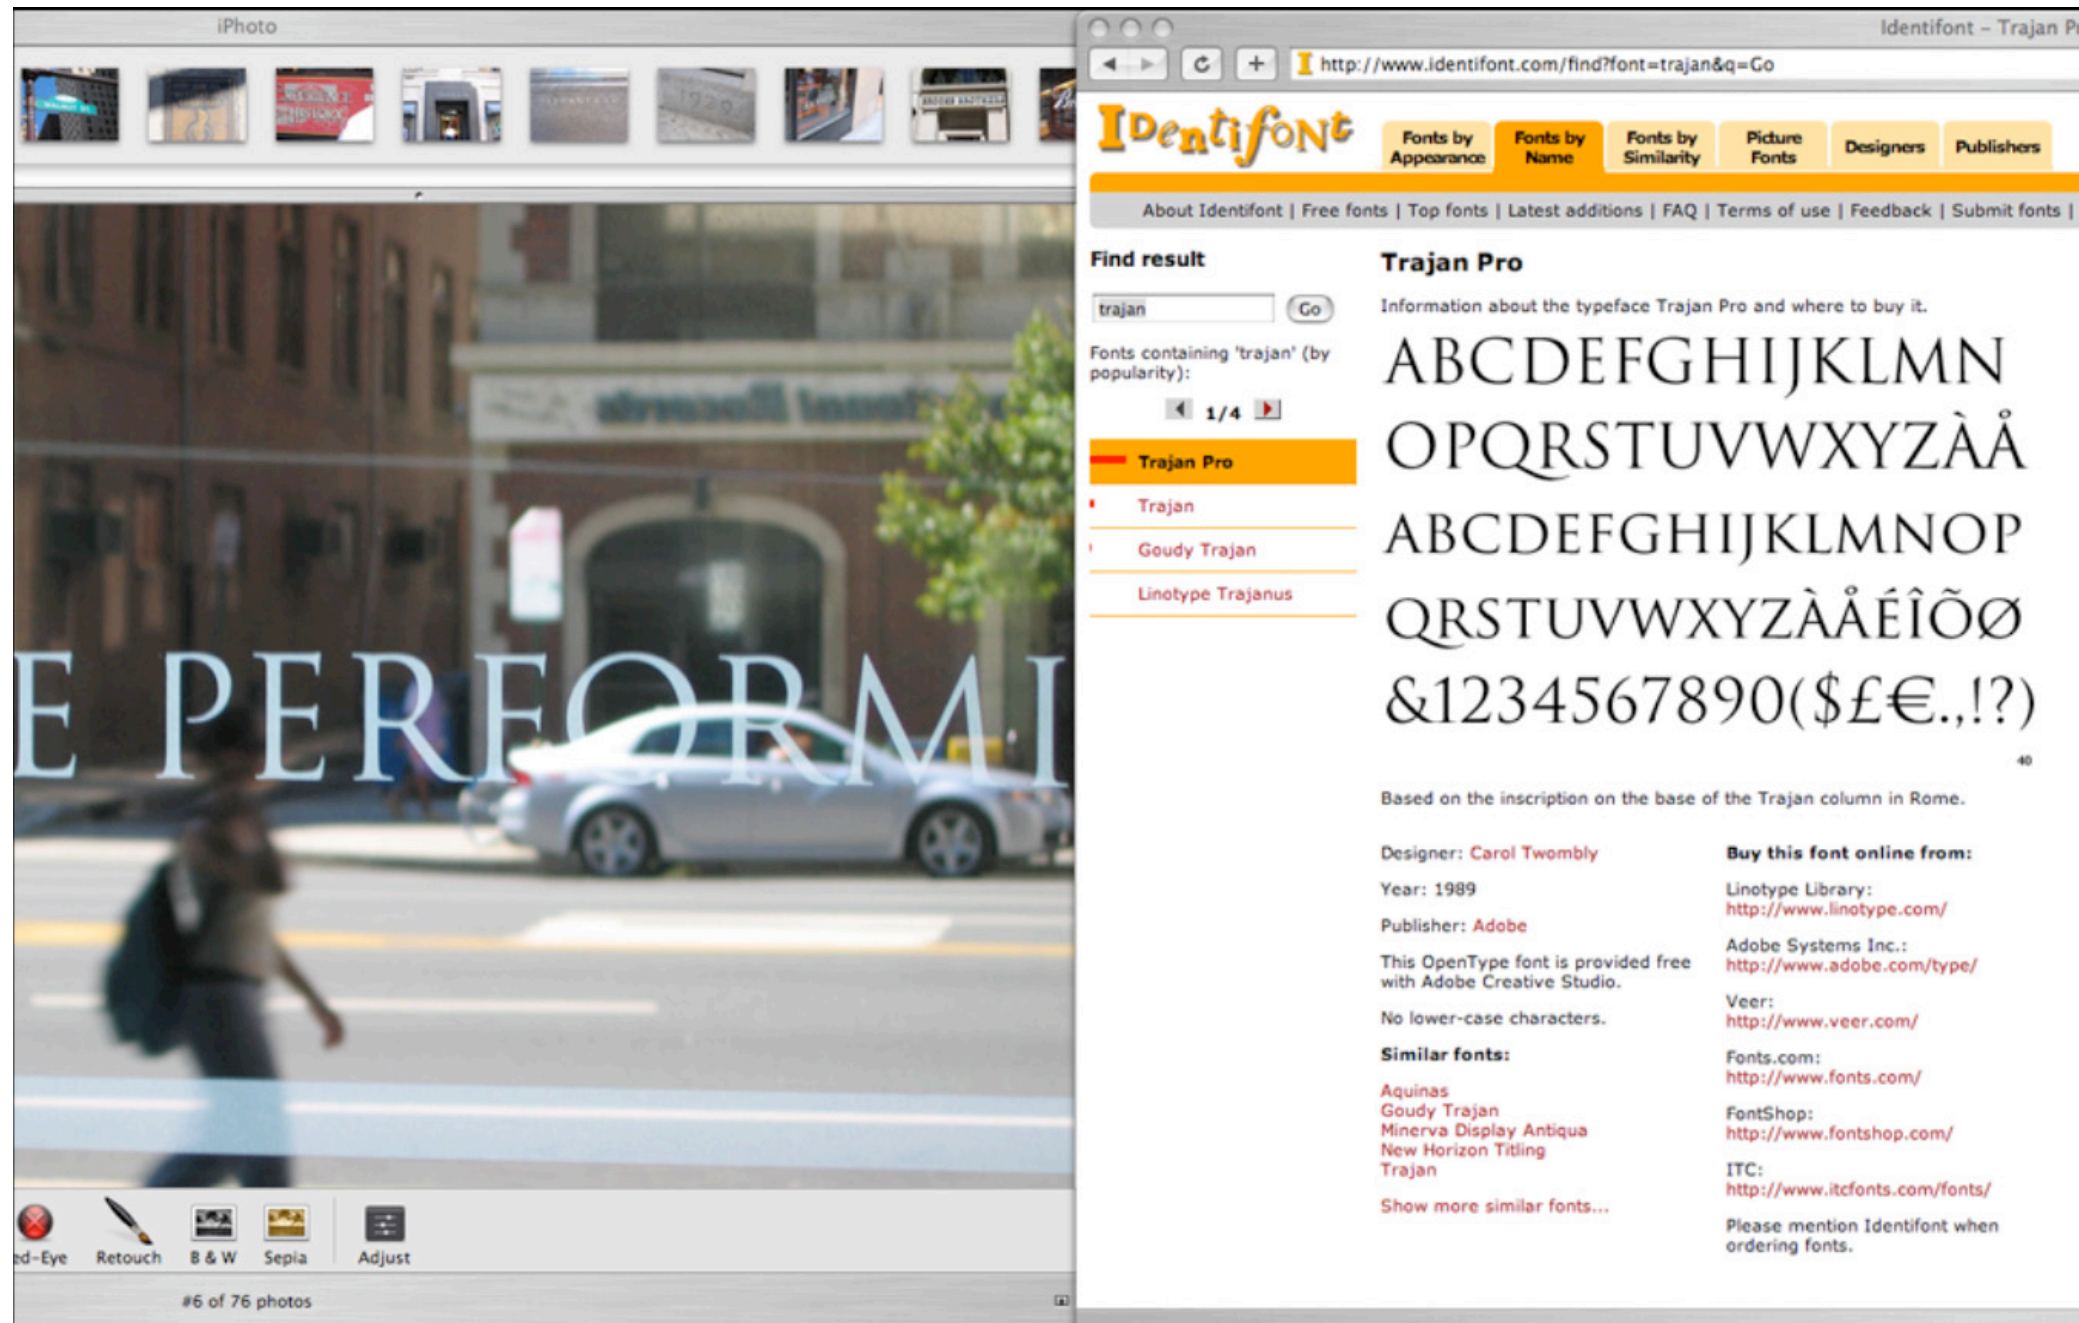 iPhoto
WALNUT ST.
1929
BROOKS BROTHERS
E PERFORMI
ed-Eye
Retouch
B & W
Sepia
Adjust
#6 of 76 photos
Identifont – Trajan P
http://www.identifont.com/find?font=trajan&q=Go
IDentifoNt
Fonts by Appearance
Fonts by Name
Fonts by Similarity
Picture Fonts
Designers
Publishers
About Identifont | Free fonts | Top fonts | Latest additions | FAQ | Terms of use | Feedback | Submit fonts |
Find result
trajan
Go
Fonts containing 'trajan' (by
popularity):
1/4
Trajan Pro
Trajan
Goudy Trajan
Linotype Trajanus
Trajan Pro
Information about the typeface Trajan Pro and where to buy it.
ABCDEFGHIJKLMN
OPQRSTUVWXYZÀÅ
ABCDEFGHIJKLMNOP
QRSTUVWXYZÀÅÉÎÕØ
&1234567890($£€.,!?)
40
Based on the inscription on the base of the Trajan column in Rome.
Designer: Carol Twombly
Year: 1989
Publisher: Adobe
This OpenType font is provided free
with Adobe Creative Studio.
No lower-case characters.
Similar fonts:
Aquinas
Goudy Trajan
Minerva Display Antiqua
New Horizon Titling
Trajan
Show more similar fonts...
Buy this font online from:
Linotype Library:
http://www.linotype.com/
Adobe Systems Inc.:
http://www.adobe.com/type/
Veer:
http://www.veer.com/
Fonts.com:
http://www.fonts.com/
FontShop:
http://www.fontshop.com/
ITC:
http://www.itcfonts.com/fonts/
Please mention Identifont when
ordering fonts.